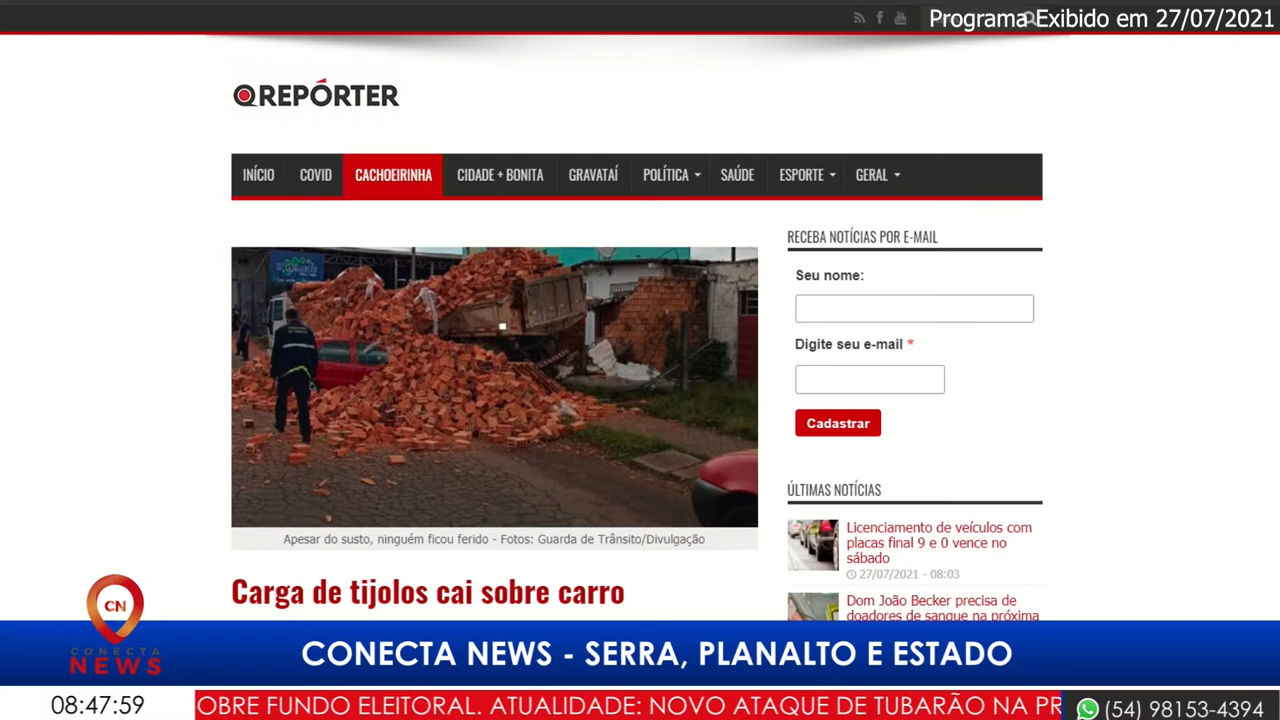 Programa Exibido em 27/07/2021
REPÓRTER
INÍCIO COVID CACHOEIRINHA CIDADE + BONITA GRAVATAÍ POLÍTICA SAÚDE ESPORTE GERAL
RECEBA NOTÍCIAS POR E-MAIL
Seu nome:
Digite seu e-mail *
Cadastrar
Apesar do susto, ninguém ficou ferido - Fotos: Guarda de Trânsito/Divulgação
Carga de tijolos cai sobre carro
ÚLTIMAS NOTÍCIAS
Licenciamento de veículos com
placas final 9 e 0 vence no
sábado
27/07/2021 - 08:03
Dom João Becker precisa de
doadores de sangue na próxima
CN
CONECTA
NEWS
CONECTA NEWS - SERRA, PLANALTO E ESTADO
08:47:59
OBRE FUNDO ELEITORAL. ATUALIDADE: NOVO ATAQUE DE TUBARÃO NA PR
(54) 98153-4394